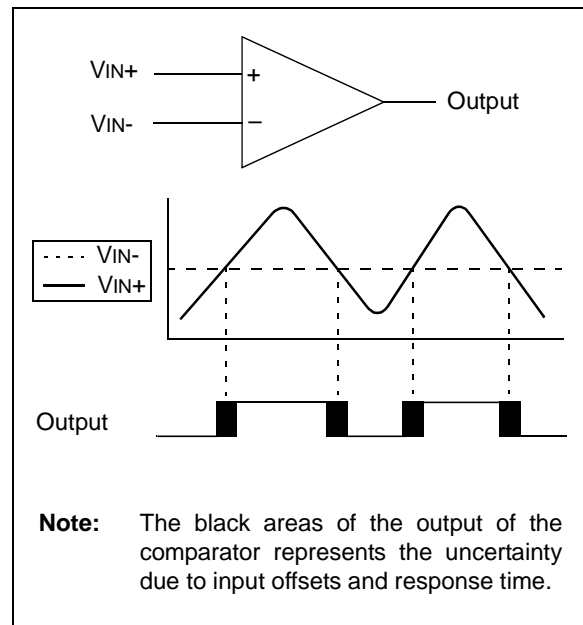 VIN+
+
Output
VIN-
–
VIN-
VIN+
Output
Note: The black areas of the output of the
comparator represents the uncertainty
due to input offsets and response time.